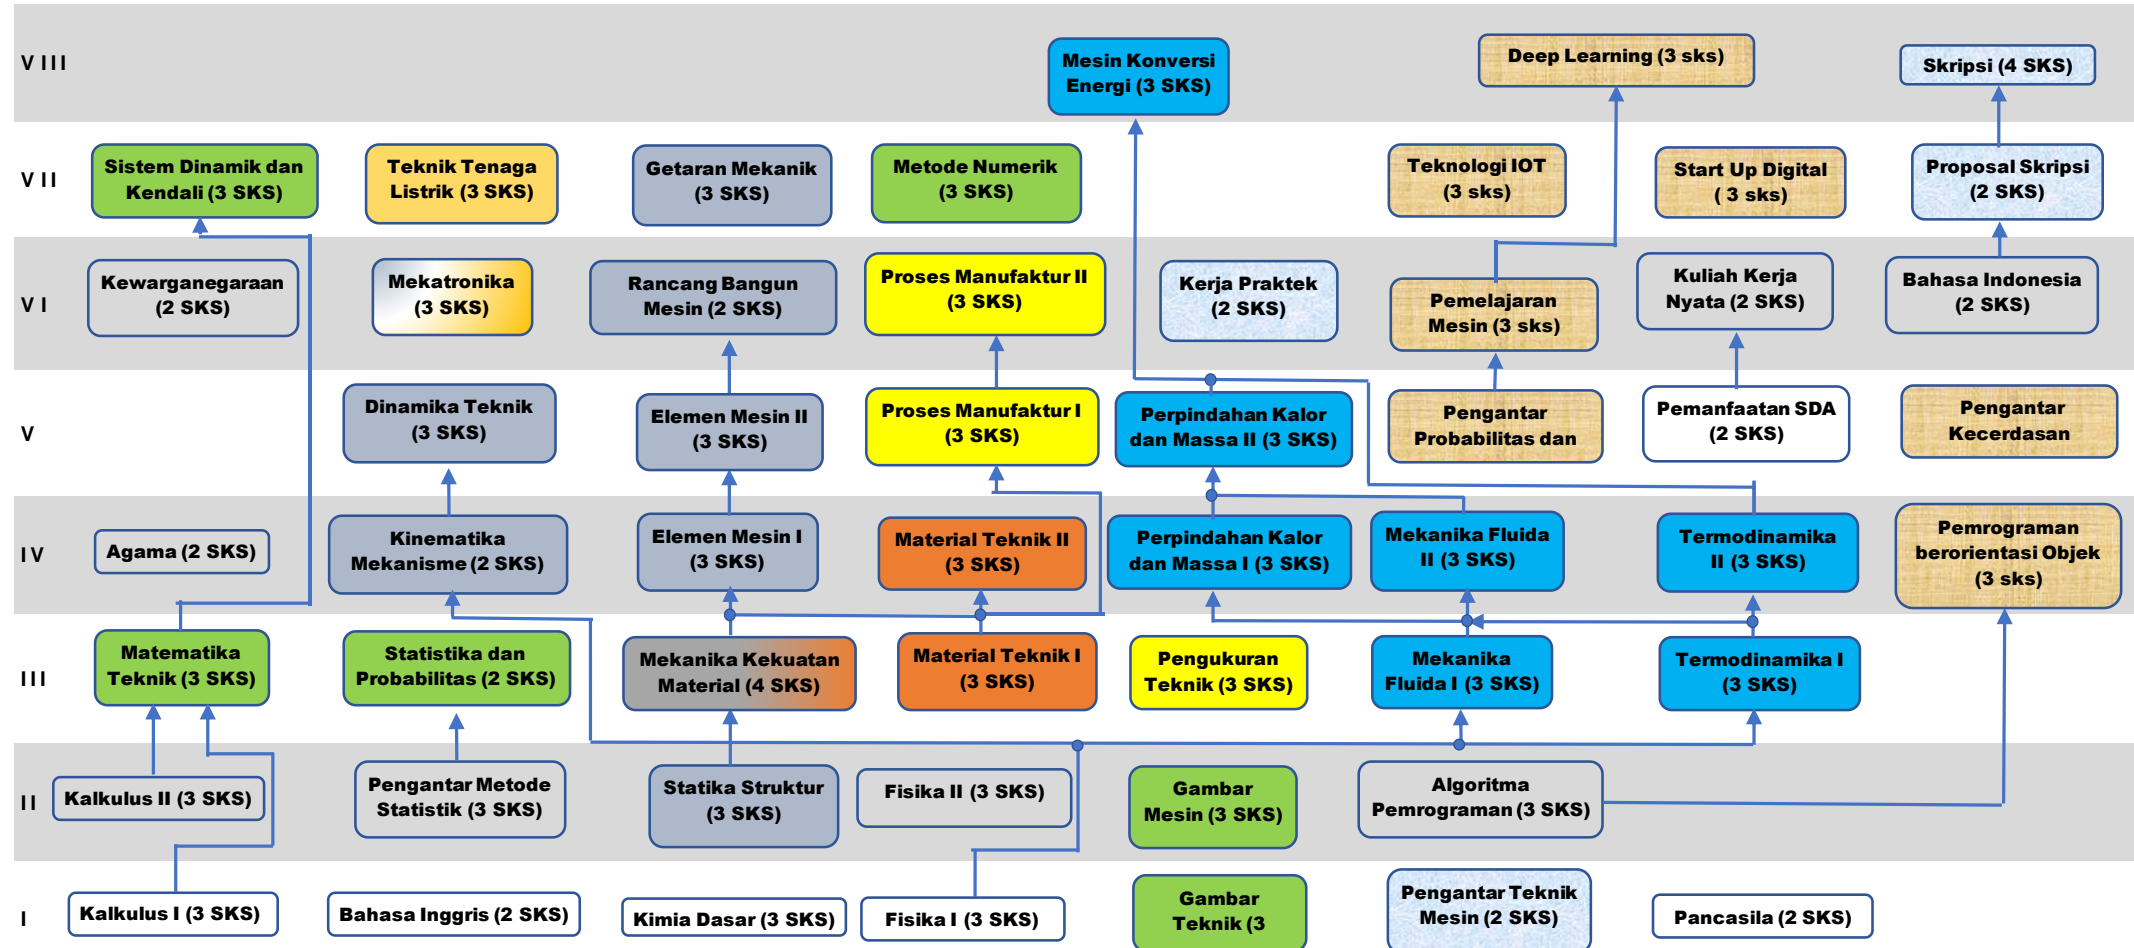 VIII
Mesin Konversi
Energi (3 SKS)
Deep Learning (3 sks)
Skripsi (4 SKS)
VII
Sistem Dinamik dan
Kendali (3 SKS)
Teknik Tenaga
Listrik (3 SKS)
Getaran Mekanik
(3 SKS)
Metode Numerik
(3 SKS)
Teknologi IOT
(3 sks)
Start Up Digital
( 3 sks)
Proposal Skripsi
(2 SKS)
VI
Kewarganegaraan
(2 SKS)
Mekatronika
(3 SKS)
Rancang Bangun
Mesin (2 SKS)
Proses Manufaktur II
(3 SKS)
Kerja Praktek
(2 SKS)
Pemelajaran
Mesin (3 sks)
Kuliah Kerja
Nyata (2 SKS)
Bahasa Indonesia
(2 SKS)
V
Dinamika Teknik
(3 SKS)
Elemen Mesin II
(3 SKS)
Proses Manufaktur I
(3 SKS)
Perpindahan Kalor
dan Massa II (3 SKS)
Pengantar
Probabilitas dan
Pemanfaatan SDA
(2 SKS)
Pengantar
Kecerdasan
IV
Agama (2 SKS)
Kinematika
Mekanisme (2 SKS)
Elemen Mesin I
(3 SKS)
Material Teknik II
(3 SKS)
Perpindahan Kalor
dan Massa I (3 SKS)
Mekanika Fluida
II (3 SKS)
Termodinamika
II (3 SKS)
Pemrograman
berorientasi Objek
(3 sks)
III
Matematika
Teknik (3 SKS)
Statistika dan
Probabilitas (2 SKS)
Mekanika Kekuatan
Material (4 SKS)
Material Teknik I
(3 SKS)
Pengukuran
Teknik (3 SKS)
Mekanika
Fluida I (3 SKS)
Termodinamika I
(3 SKS)
II
Kalkulus II (3 SKS)
Pengantar Metode
Statistik (3 SKS)
Statika Struktur
(3 SKS)
Fisika II (3 SKS)
Gambar
Mesin (3 SKS)
Algoritma
Pemrograman (3 SKS)
I
Kalkulus I (3 SKS)
Bahasa Inggris (2 SKS)
Kimia Dasar (3 SKS)
Fisika I (3 SKS)
Gambar
Teknik (3
Pengantar Teknik
Mesin (2 SKS)
Pancasila (2 SKS)